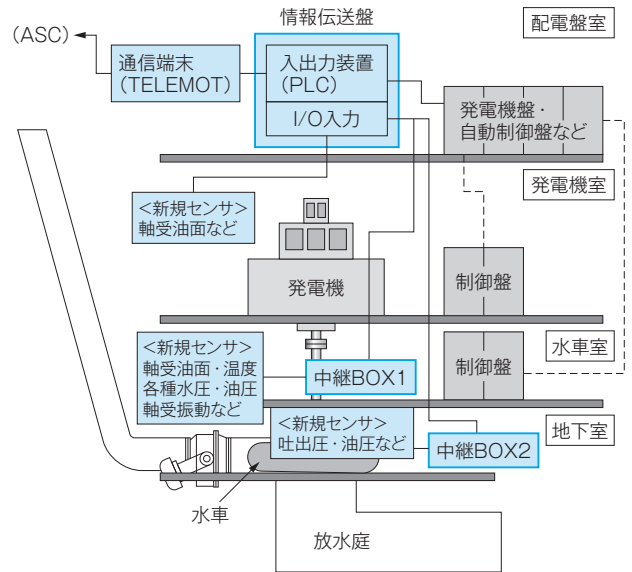 情報伝送盤
配電盤室
(ASC)
通信端末
(TELEMOT)
入出力装置
(PLC)
I/O入力
発電機盤・
自動制御盤など
発電機室
<新規センサ>
軸受油面など
発電機
制御盤
水車室
<新規センサ>
軸受油面・温度
各種水圧・油圧
軸受振動など
中継BOX1
制御盤
地下室
<新規センサ>
吐出圧・油圧など
中継BOX2
水車
放水庭